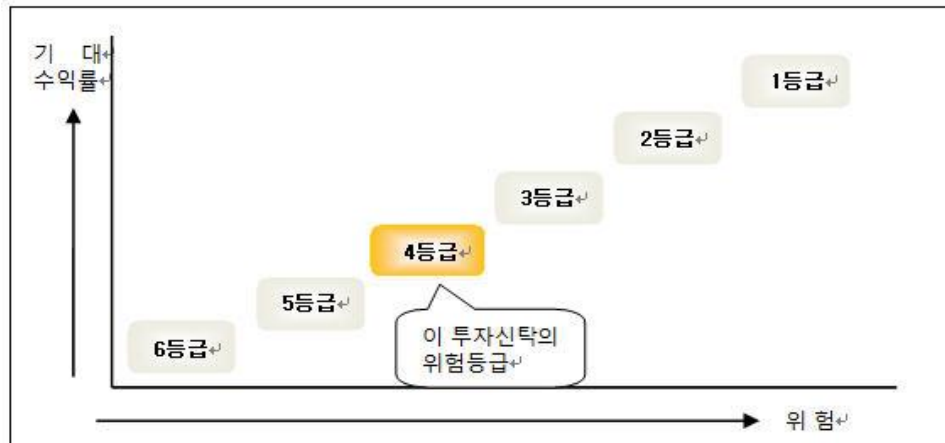 기 대
수익률
1등급
2등급
3등급
4등급
5등급
6등급
이 투자신탁의
위험등급
위 험